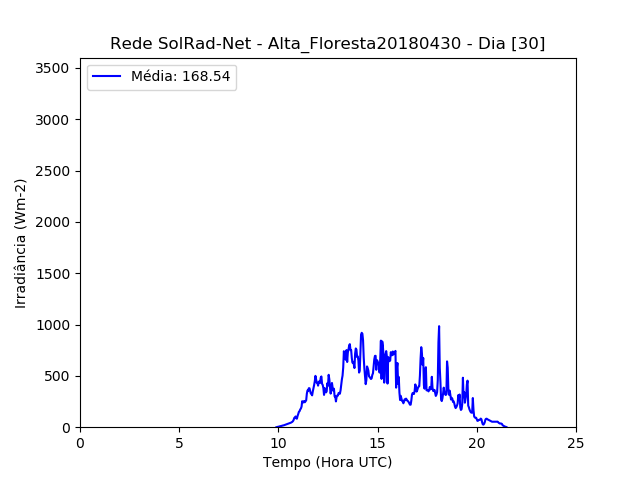 Rede SolRad-Net - Alta_Floresta20180430 - Dia [30]
Média: 168.54
3500
3000
2500
2000
1500
1000
500
0
Irradiância (Wm-2)
0 5 10 15 20 25
Tempo (Hora UTC)